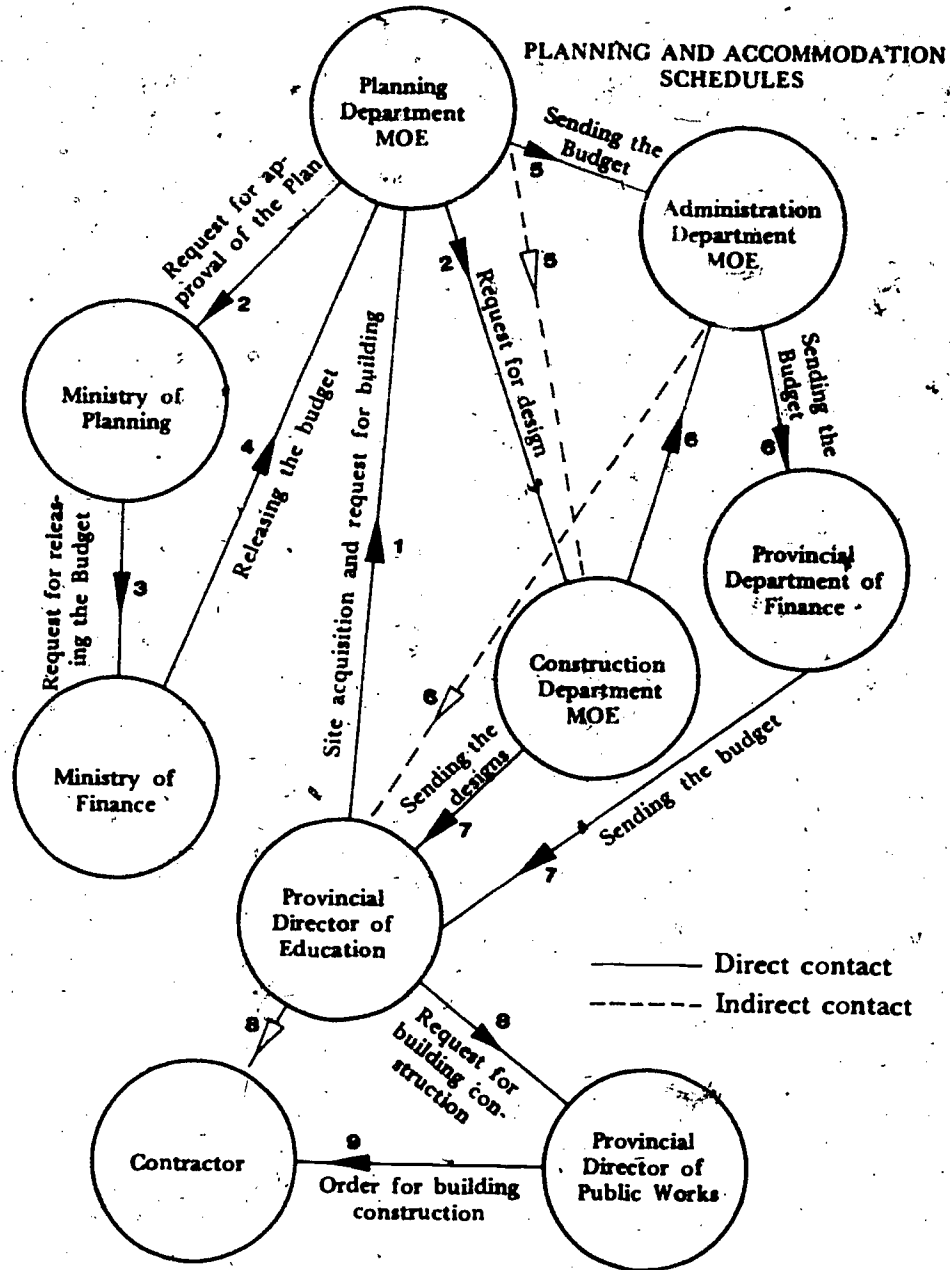 PLANNING AND ACCOMMODATION
SCHEDULES
Planning
Department
MOE
Sending the
Budget
5
Administration
Department
MOE
Request for ap-
proval of the Plan
2
2
Request for design
5
Ministry of
Planning
4
Releasing the budget
Site acquisition and request for building
1
6
Sending the
Budget
6
Request for releas-
ing the Budget
3
Provincial
Department of
Finance
Construction
Department
MOE
6
Ministry of
Finance
Sending the
designs
7
Sending the budget
7
Provincial
Director of
Education
Direct contact
Indirect contact
8
8
Request for
building con-
struction
Contractor
9
Order for building
construction
Provincial
Director of
Public Works